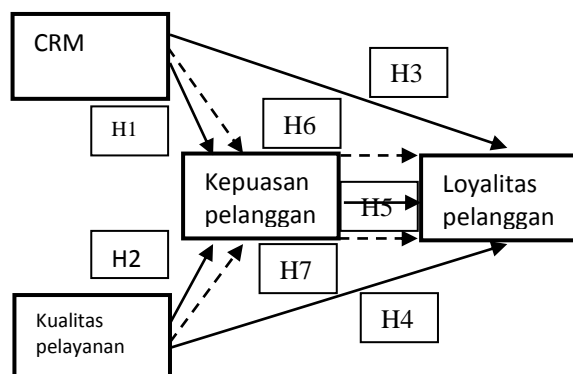 CRM
H3
H1
H6
Kepuasan
pelanggan
H5
Loyalitas
pelanggan
H2
H7
Kualitas
pelayanan
H4